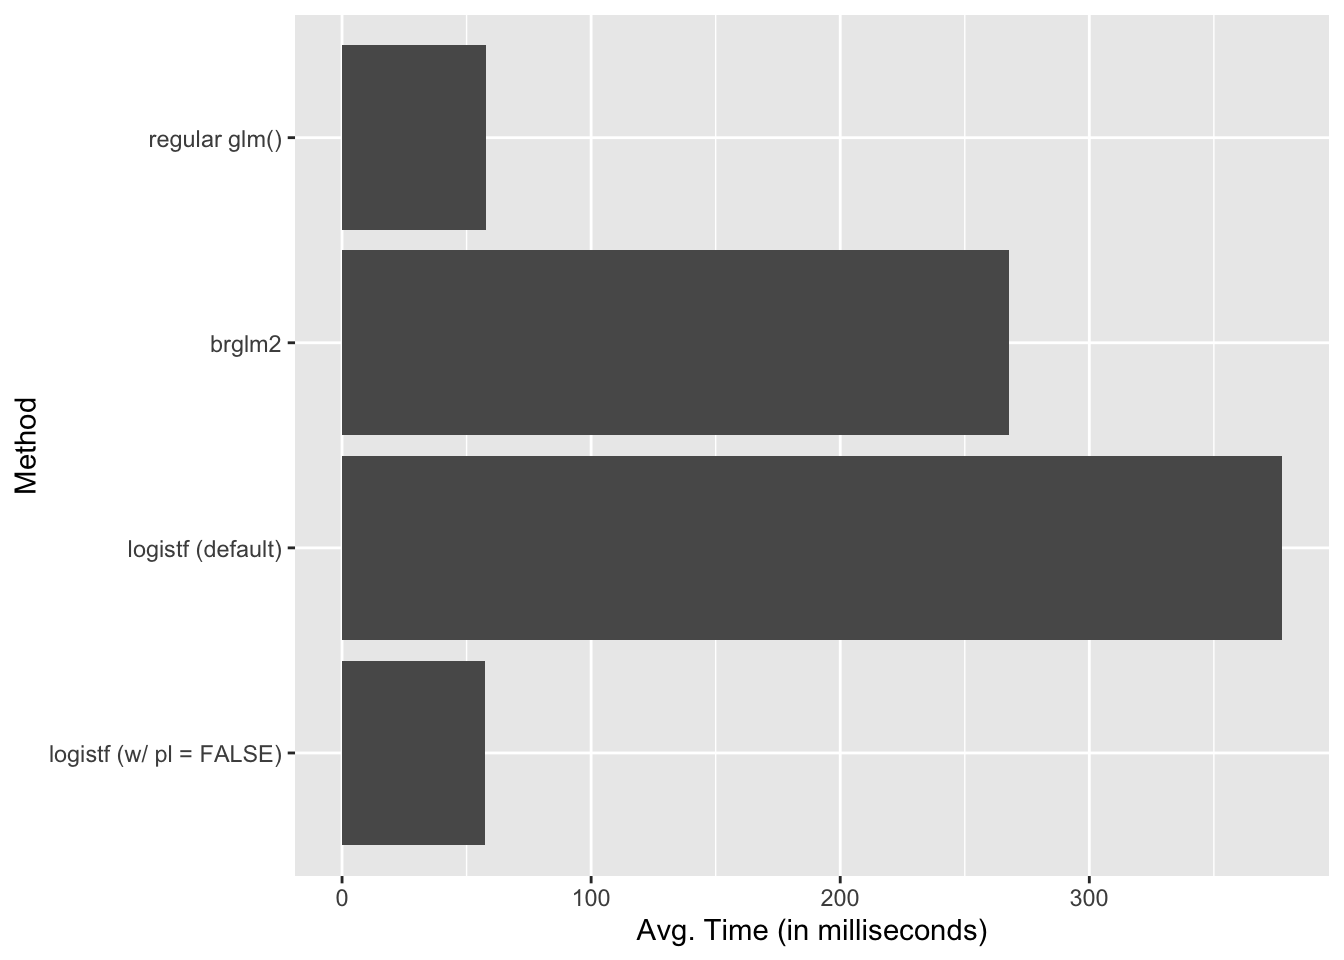 regular glm()
brglm2
Method
logistf (default)
logistf (w/ pl = FALSE)
0 100 200 300
Avg. Time (in milliseconds)